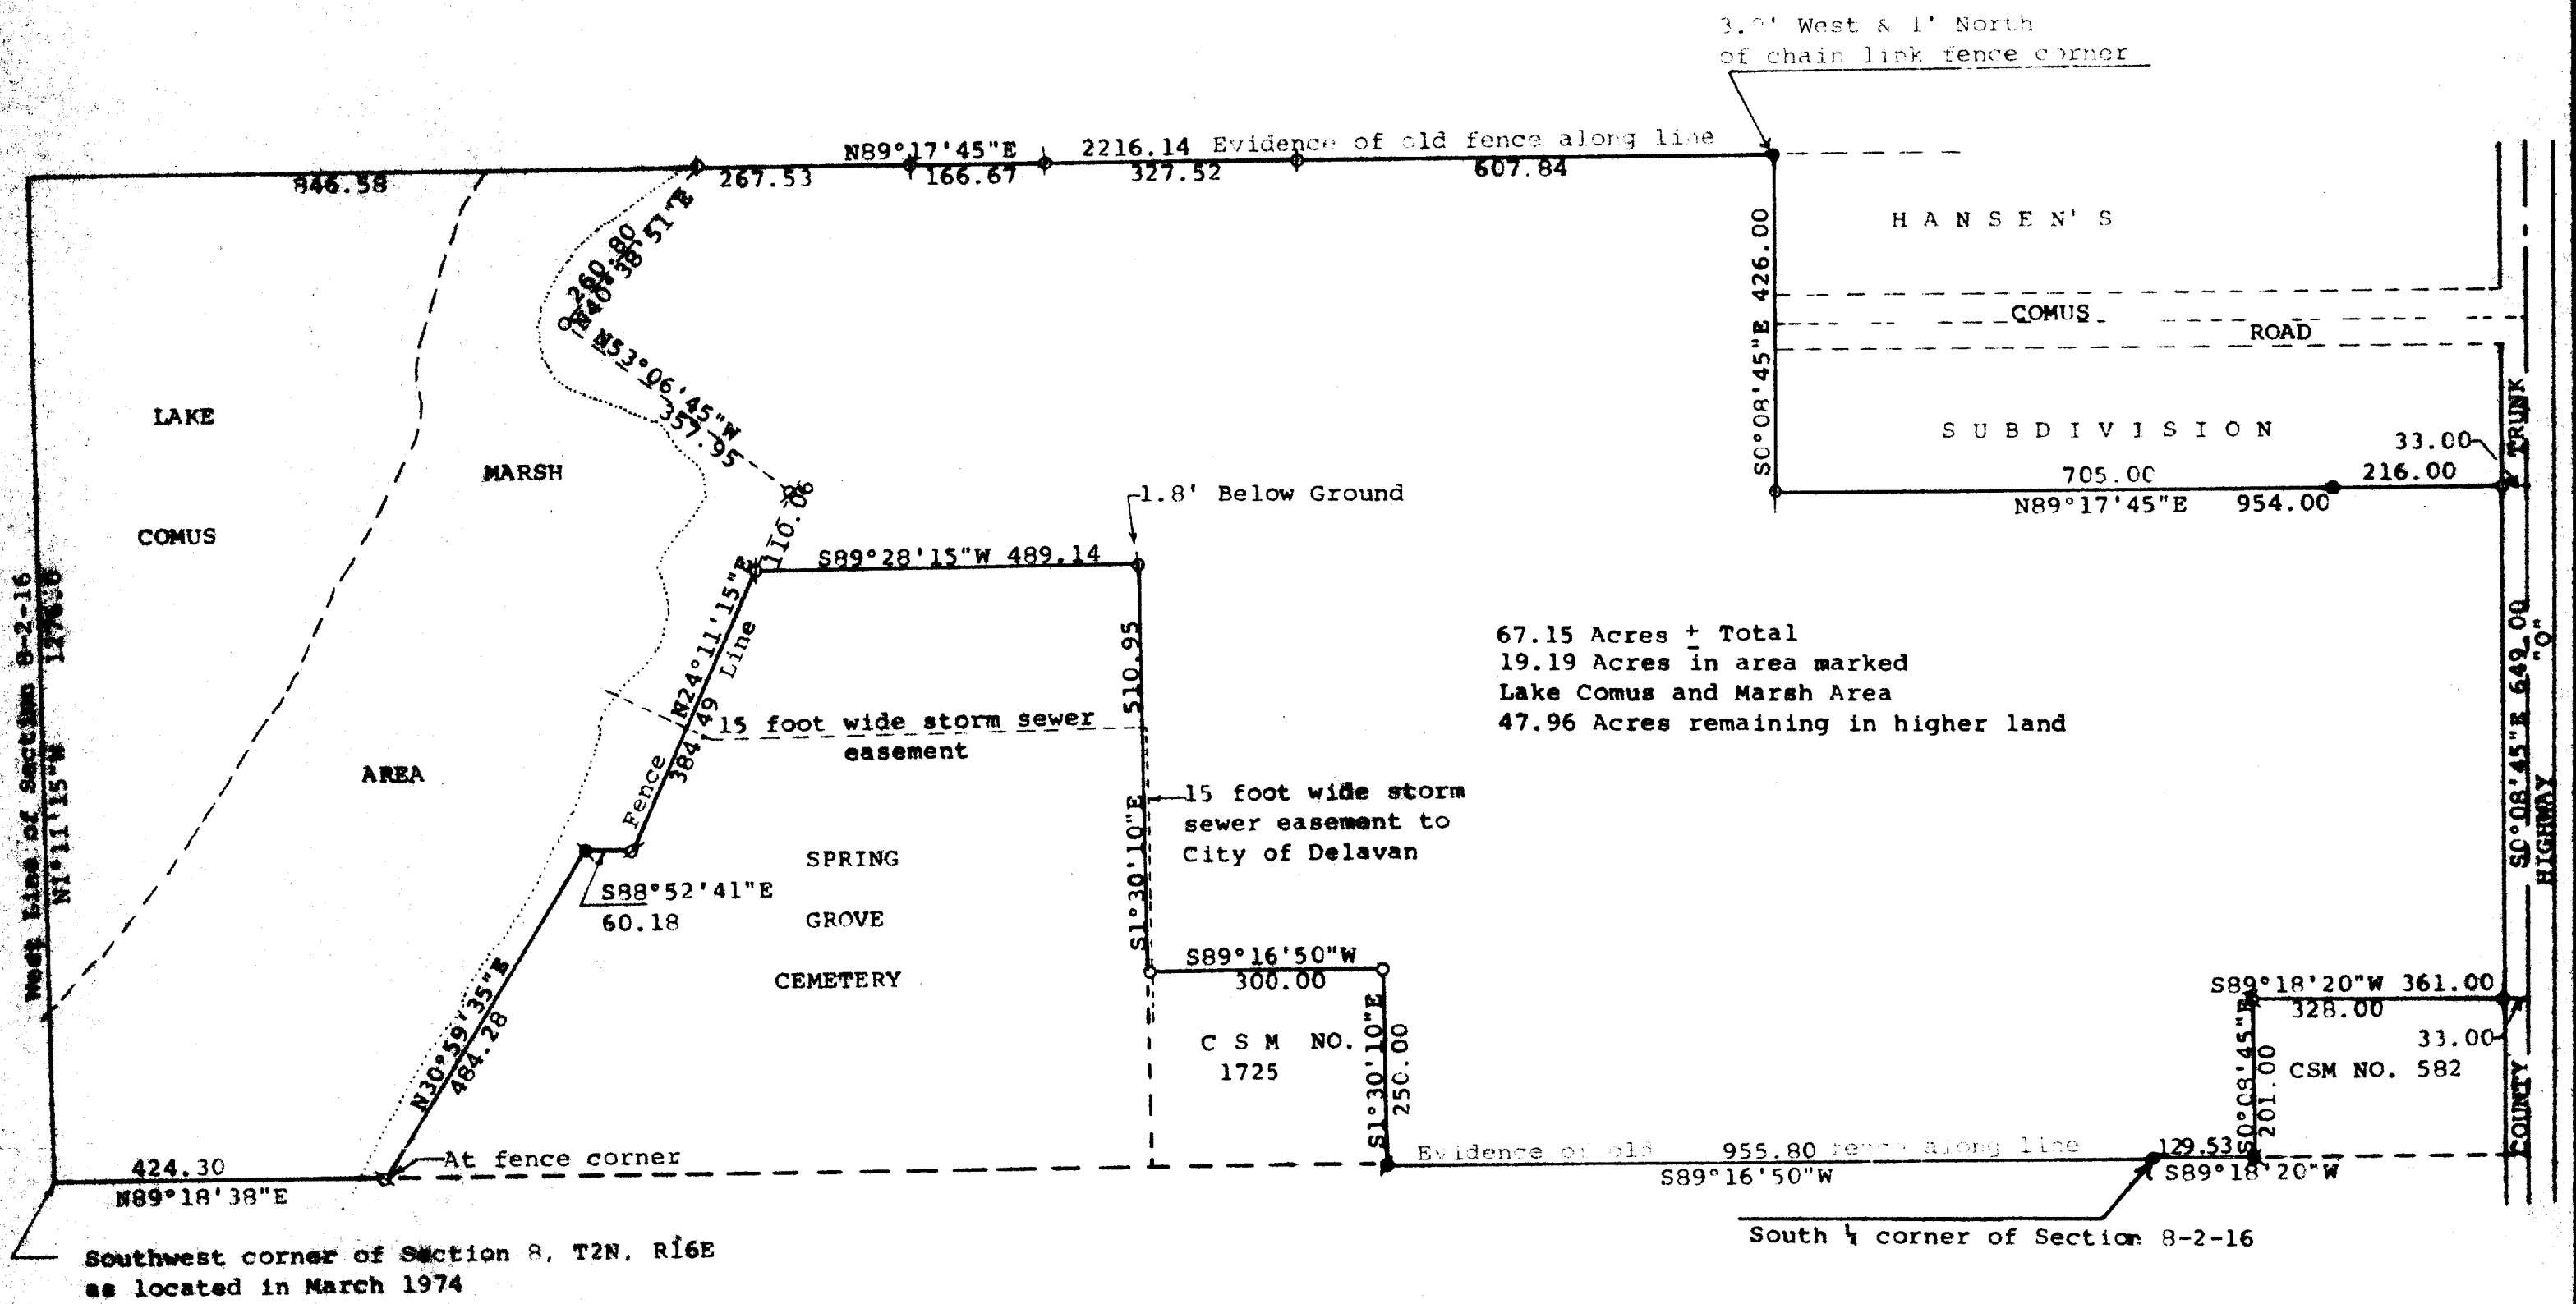 West & 1' North
of chain link fence corner
N89°17'45"E 2216.14 Evidence of old fence along line
846.58
267.53
166.67
327.52
607.84
260.80
N40°38'51"E
N53°06'45"W
357.95
S0°08'45"E 426.00
HANSEN'S
COMUS
ROAD
SUBDIVISION
33.00
705.00
216.00
N89°17'45"E 954.00
TRUNK
LAKE
MARSH
COMUS
AREA
110.06
1.8' Below Ground
S89°28'15"W 489.14
N24°11'15"E
384.49
Fence Line
510.95
S1°30'10"E
15 foot wide storm sewer
easement
15 foot wide storm
sewer easement to
City of Delavan
67.15 Acres ± Total
19.19 Acres in area marked
Lake Comus and Marsh Area
47.96 Acres remaining in higher land
West Line of Section 8-2-16
N1°11'15"W
S0°08'45"E 649.00
HIGHWAY "O"
SPRING
GROVE
CEMETERY
S88°52'41"E
60.18
N30°59'35"E
484.28
S89°16'50"W
300.00
C S M NO.
1725
S1°30'10"E
250.00
S89°18'20"W 361.00
328.00
33.00
CSM NO. 582
S0°08'45"E
201.00
COUNTY
424.30
N89°18'38"E
At fence corner
Evidence of old 955.80 fence along line
S89°16'50"W
129.53
S89°18'20"W
South ¼ corner of Section 8-2-16
Southwest corner of Section 8, T2N, R16E
as located in March 1974